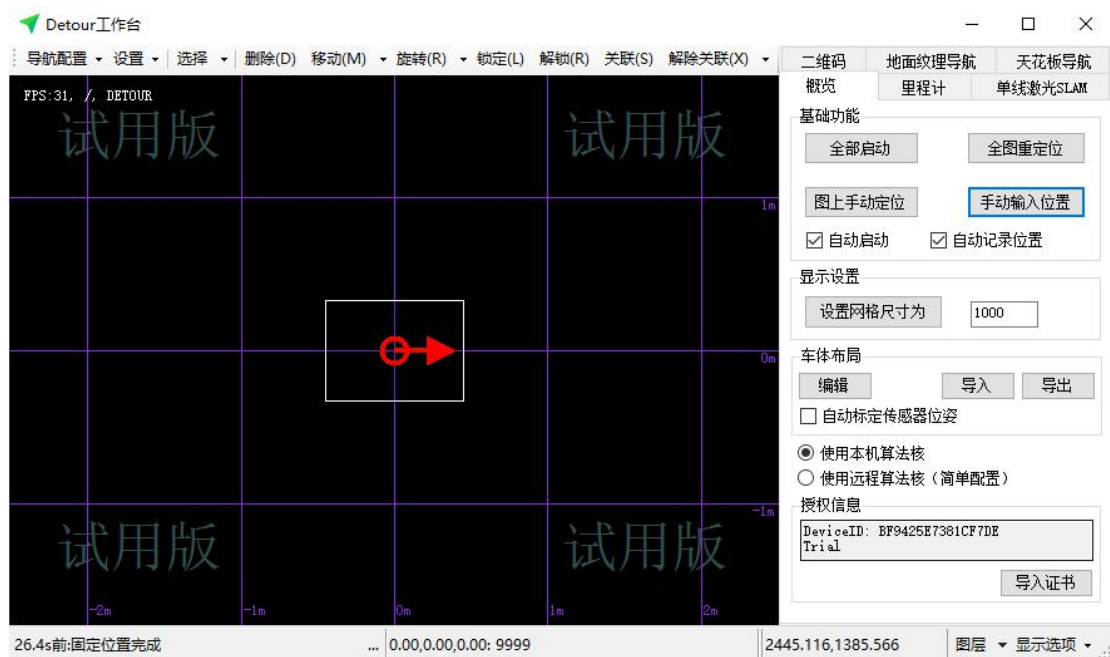 Detour工作台
导航配置 设置 选择 删除(D) 移动(M) 旋转(R) 锁定(L) 解锁(R) 关联(S) 解除关联(X)
FPS:31, /, DETOUR
试用版 试用版
1m
0m
-1m
试用版 试用版
-2m -1m 0m 1m 2m
二维码 地面纹理导航 天花板导航
概览 里程计 单线激光SLAM
基础功能
全部启动 全图重定位
图上手动定位 手动输入位置
自动启动 自动记录位置
显示设置
设置网格尺寸为 1000
车体布局
编辑 导入 导出
自动标定传感器位姿
使用本机算法核
使用远程算法核（简单配置）
授权信息
DeviceID: BF9425E7381CF7DE
Trial
导入证书
26.4s前:固定位置完成 ... 0.00,0.00,0.00: 9999 2445.116,1385.566 图层 显示选项